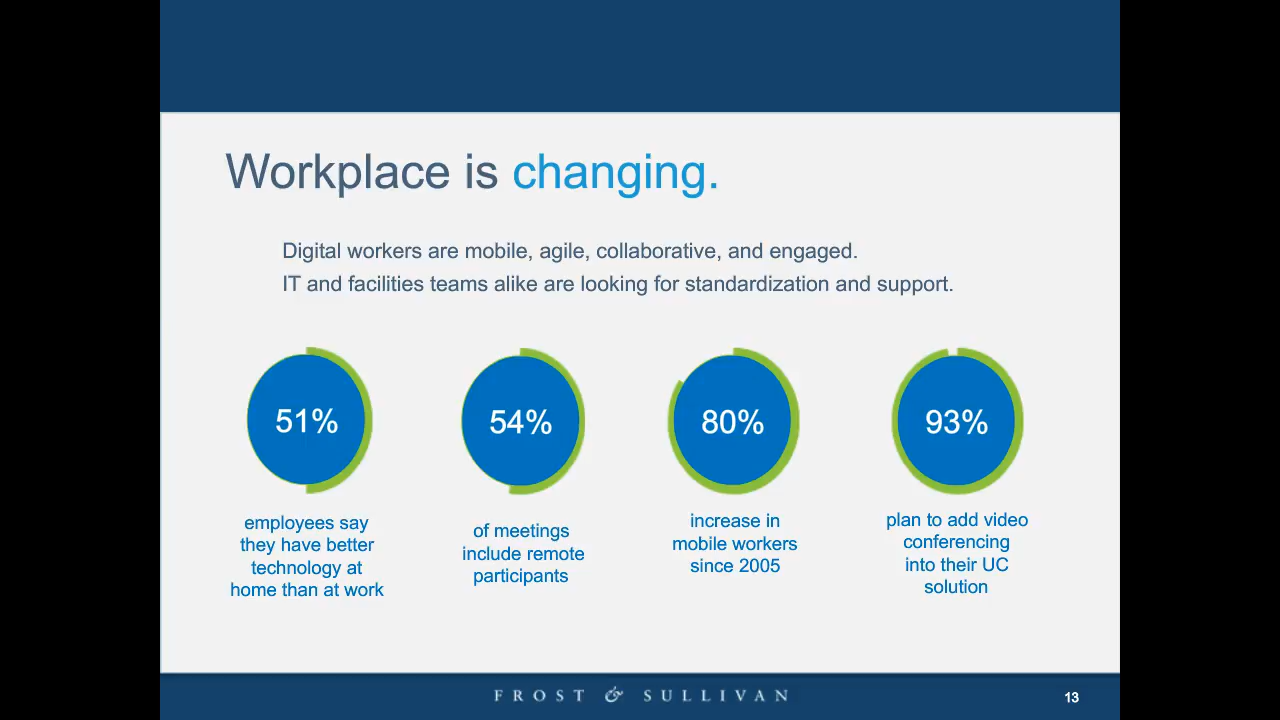 Workplace is changing.
Digital workers are mobile, agile, collaborative, and engaged.
IT and facilities teams alike are looking for standardization and support.
51%
employees say
they have better
technology at
home than at work
54%
of meetings
include remote
participants
80%
increase in
mobile workers
since 2005
93%
plan to add video
conferencing
into their UC
solution
FROST & SULLIVAN
13